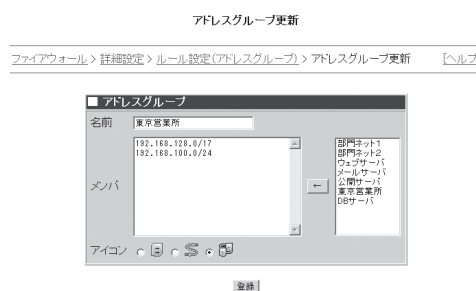 アドレスグループ更新
ファイアウォール > 詳細設定 > ルール設定(アドレスグループ) > アドレスグループ更新 [ヘルプ
■ アドレスグループ
名前 東京営業所
メンバ
192.168.128.0/17
192.168.100.0/24
←
部門ネット1
部門ネット2
ウェブサーバ
メールサーバ
公開サーバ
東京営業所
DBサーバ
アイコン
登録